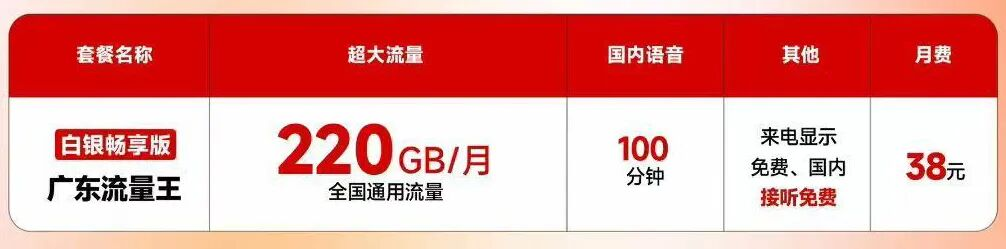 套餐名称
超大流量
国内语音
其他
月费
白银畅享版
广东流量王
220GB/月
全国通用流量
100
分钟
来电显示
免费、国内
接听免费
38元